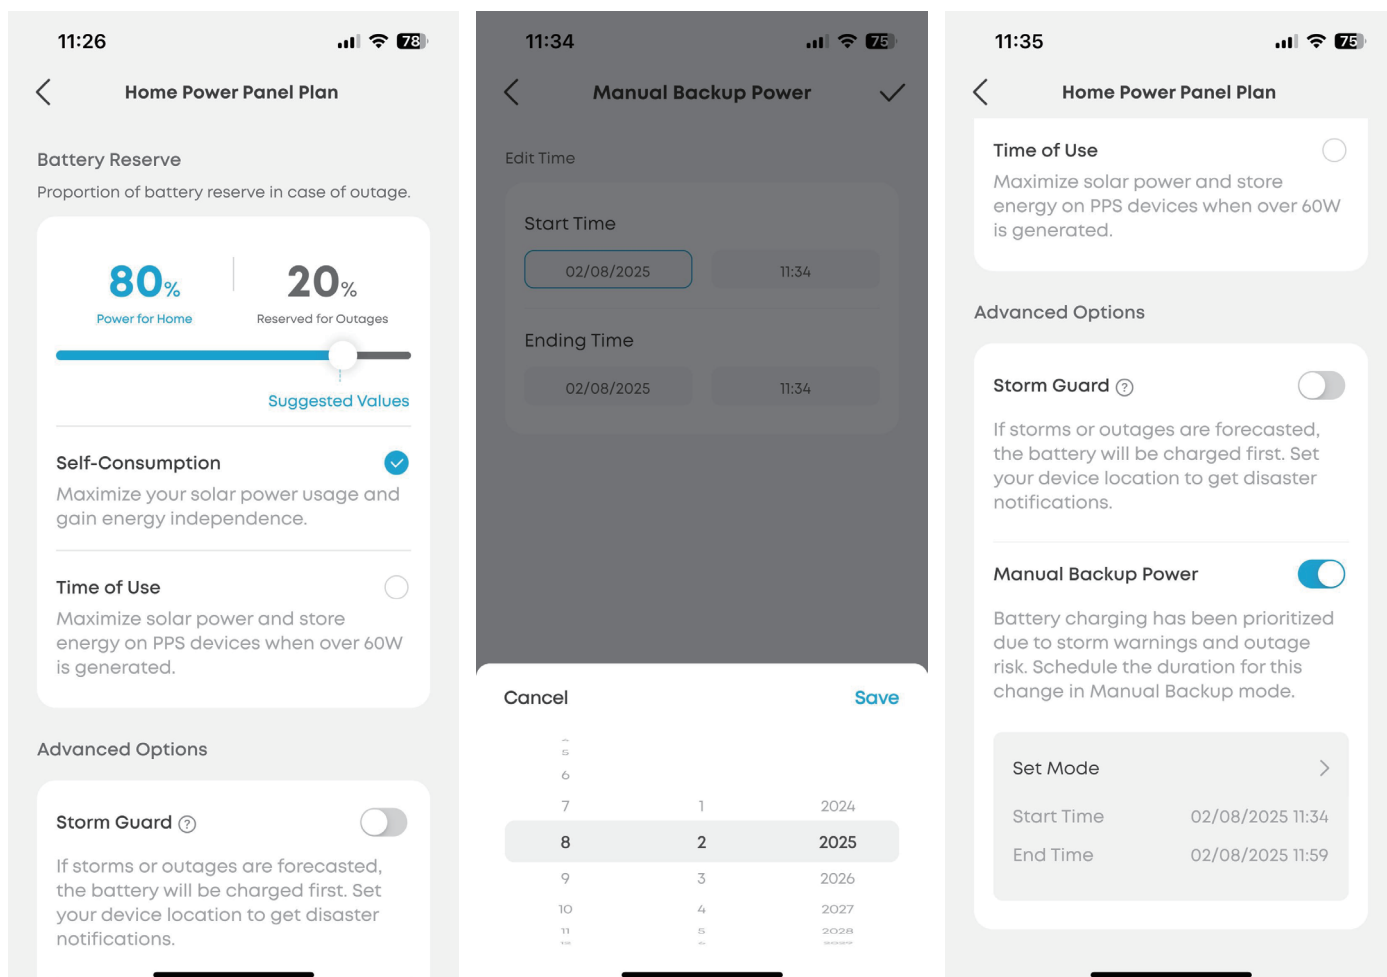 11:26
78
Home Power Panel Plan
Battery Reserve
Proportion of battery reserve in case of outage.
80%
20%
Power for Home
Reserved for Outages
Suggested Values
Self-Consumption
Maximize your solar power usage and
gain energy independence.
Time of Use
Maximize solar power and store
energy on PPS devices when over 60W
is generated.
Advanced Options
Storm Guard ?
If storms or outages are forecasted,
the battery will be charged first. Set
your device location to get disaster
notifications.
11:34
75
Manual Backup Power
Edit Time
Start Time
02/08/2025 11:34
Ending Time
02/08/2025 11:34
Cancel Save
5
6
7 1 2024
8 2 2025
9 3 2026
10 4 2027
11 5 2028
11:35
75
Home Power Panel Plan
Time of Use
Maximize solar power and store
energy on PPS devices when over 60W
is generated.
Advanced Options
Storm Guard ?
If storms or outages are forecasted,
the battery will be charged first. Set
your device location to get disaster
notifications.
Manual Backup Power
Battery charging has been prioritized
due to storm warnings and outage
risk. Schedule the duration for this
change in Manual Backup mode.
Set Mode
Start Time 02/08/2025 11:34
End Time 02/08/2025 11:59